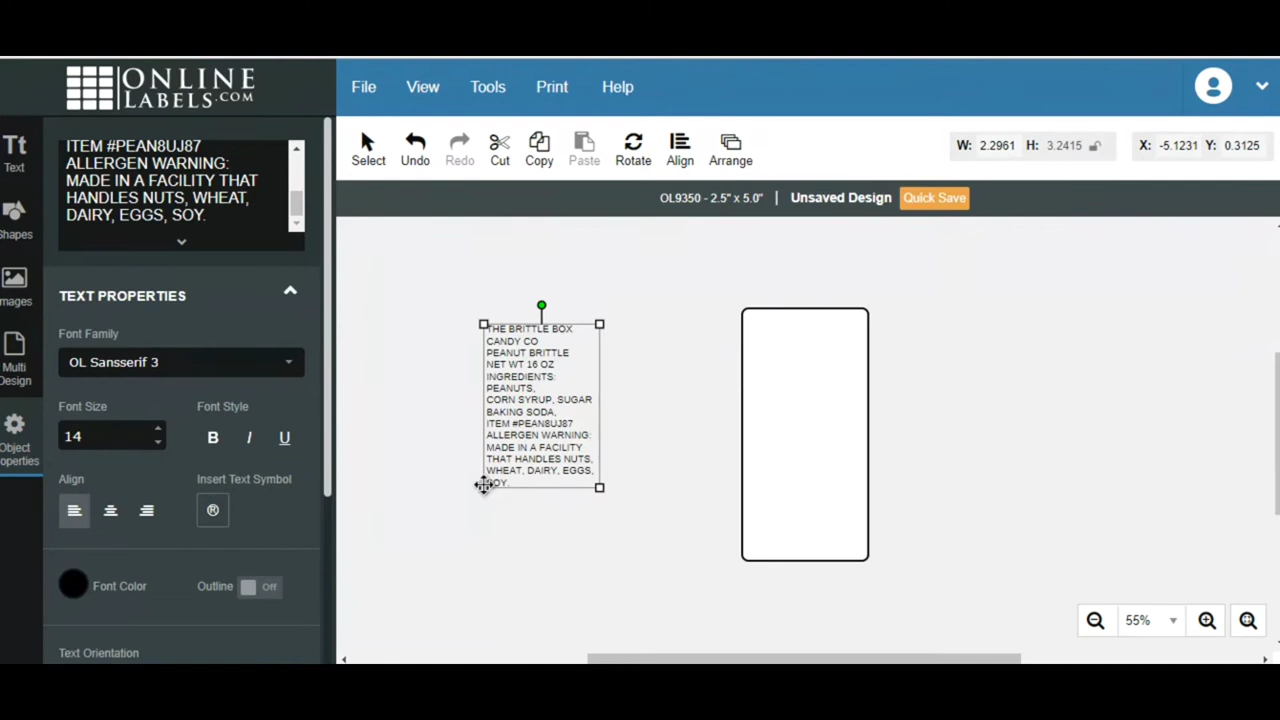 ONLINE
LABELS.COM
File View Tools Print Help
Tt
Text
Shapes
mages
Multi
Design
Object
roperties
ITEM #PEAN8UJ87
ALLERGEN WARNING:
MADE IN A FACILITY THAT
HANDLES NUTS, WHEAT,
DAIRY, EGGS, SOY.
TEXT PROPERTIES
Font Family
OL Sansserif 3
Font Size Font Style
14 B I U
Align Insert Text Symbol
®
Font Color Outline Off
Text Orientation
Select Undo Redo Cut Copy Paste Rotate Align Arrange
W: 2.2961 H: 3.2415 X: -5.1231 Y: 0.3125
OL9350 - 2.5" x 5.0" | Unsaved Design Quick Save
THE BRITTLE BOX
CANDY CO
PEANUT BRITTLE
NET WT 16 OZ
INGREDIENTS:
PEANUTS,
CORN SYRUP, SUGAR
BAKING SODA,
ITEM #PEAN8UJ87
ALLERGEN WARNING:
MADE IN A FACILITY
THAT HANDLES NUTS,
WHEAT, DAIRY, EGGS,
SOY.
55%